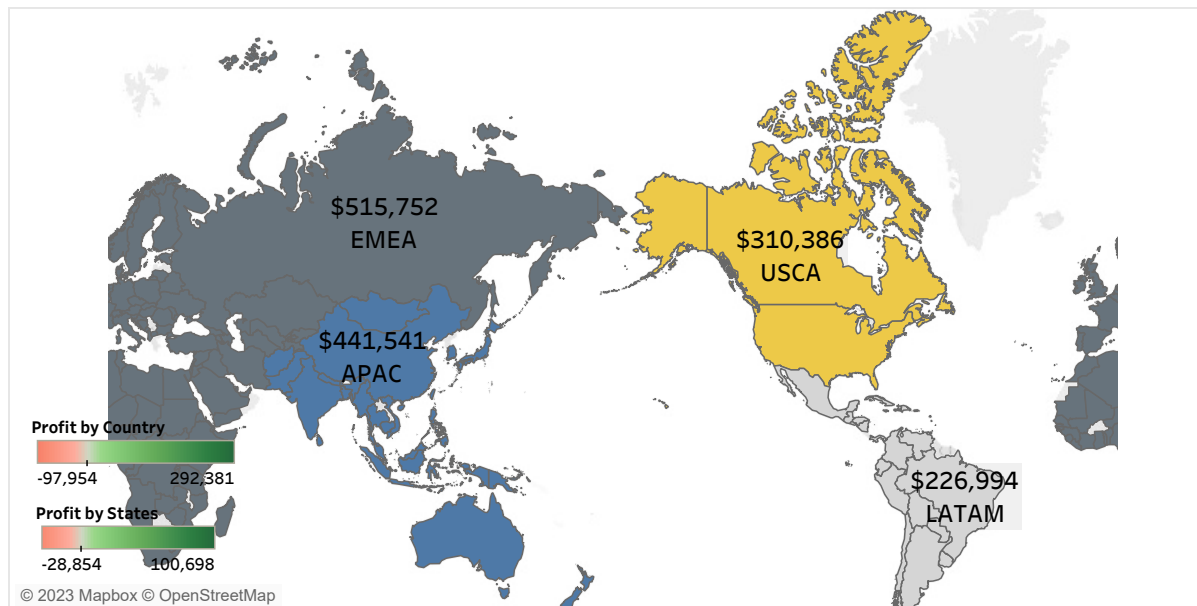 $515,752
EMEA
$310,386
USCA
$441,541
APAC
Profit by Country
-97,954 292,381
$226,994
LATAM
Profit by States
-28,854 100,698
© 2023 Mapbox © OpenStreetMap